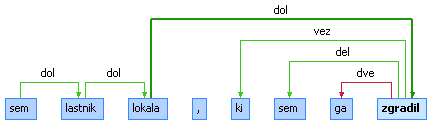 dol
vez
del
dol dol dve
sem lastnik lokala , ki sem ga zgradil